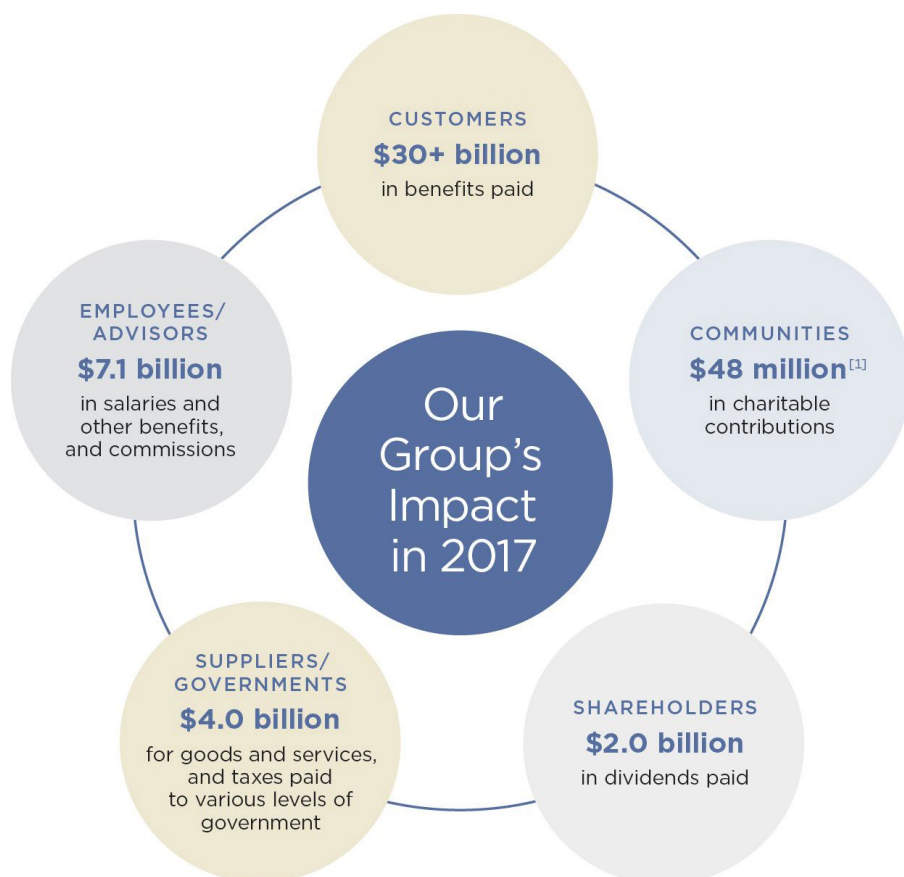 CUSTOMERS
$30+ billion
in benefits paid
EMPLOYEES/
ADVISORS
$7.1 billion
in salaries and
other benefits,
and commissions
COMMUNITIES
$48 million[1]
in charitable
contributions
Our
Group’s
Impact
in 2017
SUPPLIERS/
GOVERNMENTS
$4.0 billion
for goods and services,
and taxes paid
to various levels of
government
SHAREHOLDERS
$2.0 billion
in dividends paid